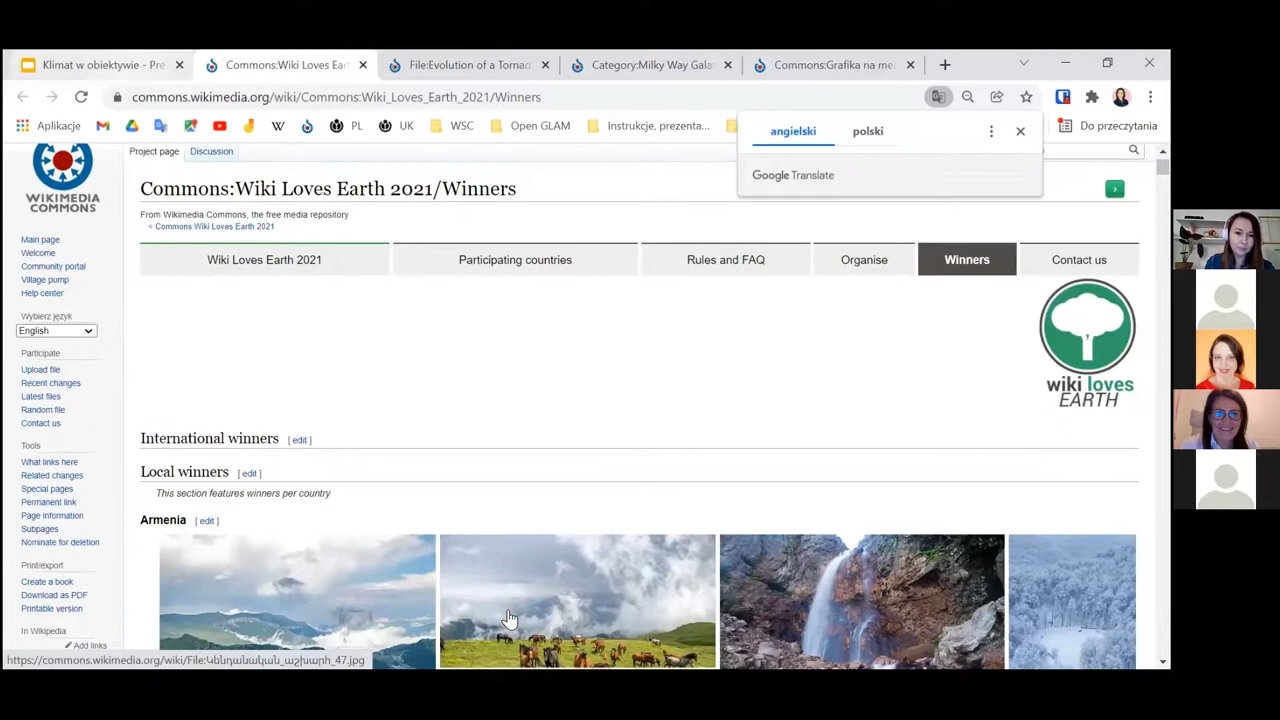 Klimat w obiektywie - Pre
Commons:Wiki Loves Eart
File:Evolution of a Tornad
Category:Milky Way Gala
Commons:Grafika na me
commons.wikimedia.org/wiki/Commons:Wiki_Loves_Earth_2021/Winners
Aplikacje
PL
UK
WSC
Open GLAM
Instrukcje, prezenta...
Do przeczytania
angielski
polski
Google Translate
WIKIMEDIA
COMMONS
Main page
Welcome
Community portal
Village pump
Help center
Wybierz język
English
Participate
Upload file
Recent changes
Latest files
Random file
Contact us
Tools
What links here
Related changes
Special pages
Permanent link
Page information
Subpages
Nominate for deletion
Print/export
Create a book
Download as PDF
Printable version
In Wikipedia
Add links
Project page
Discussion
Commons:Wiki Loves Earth 2021/Winners
From Wikimedia Commons, the free media repository
< Commons:Wiki Loves Earth 2021
Wiki Loves Earth 2021
Participating countries
Rules and FAQ
Organise
Winners
Contact us
wiki loves
EARTH
International winners [ edit ]
Local winners [ edit ]
This section features winners per country
Armenia [ edit ]
https://commons.wikimedia.org/wiki/File:Կենդանական_աշխարհ_47.jpg